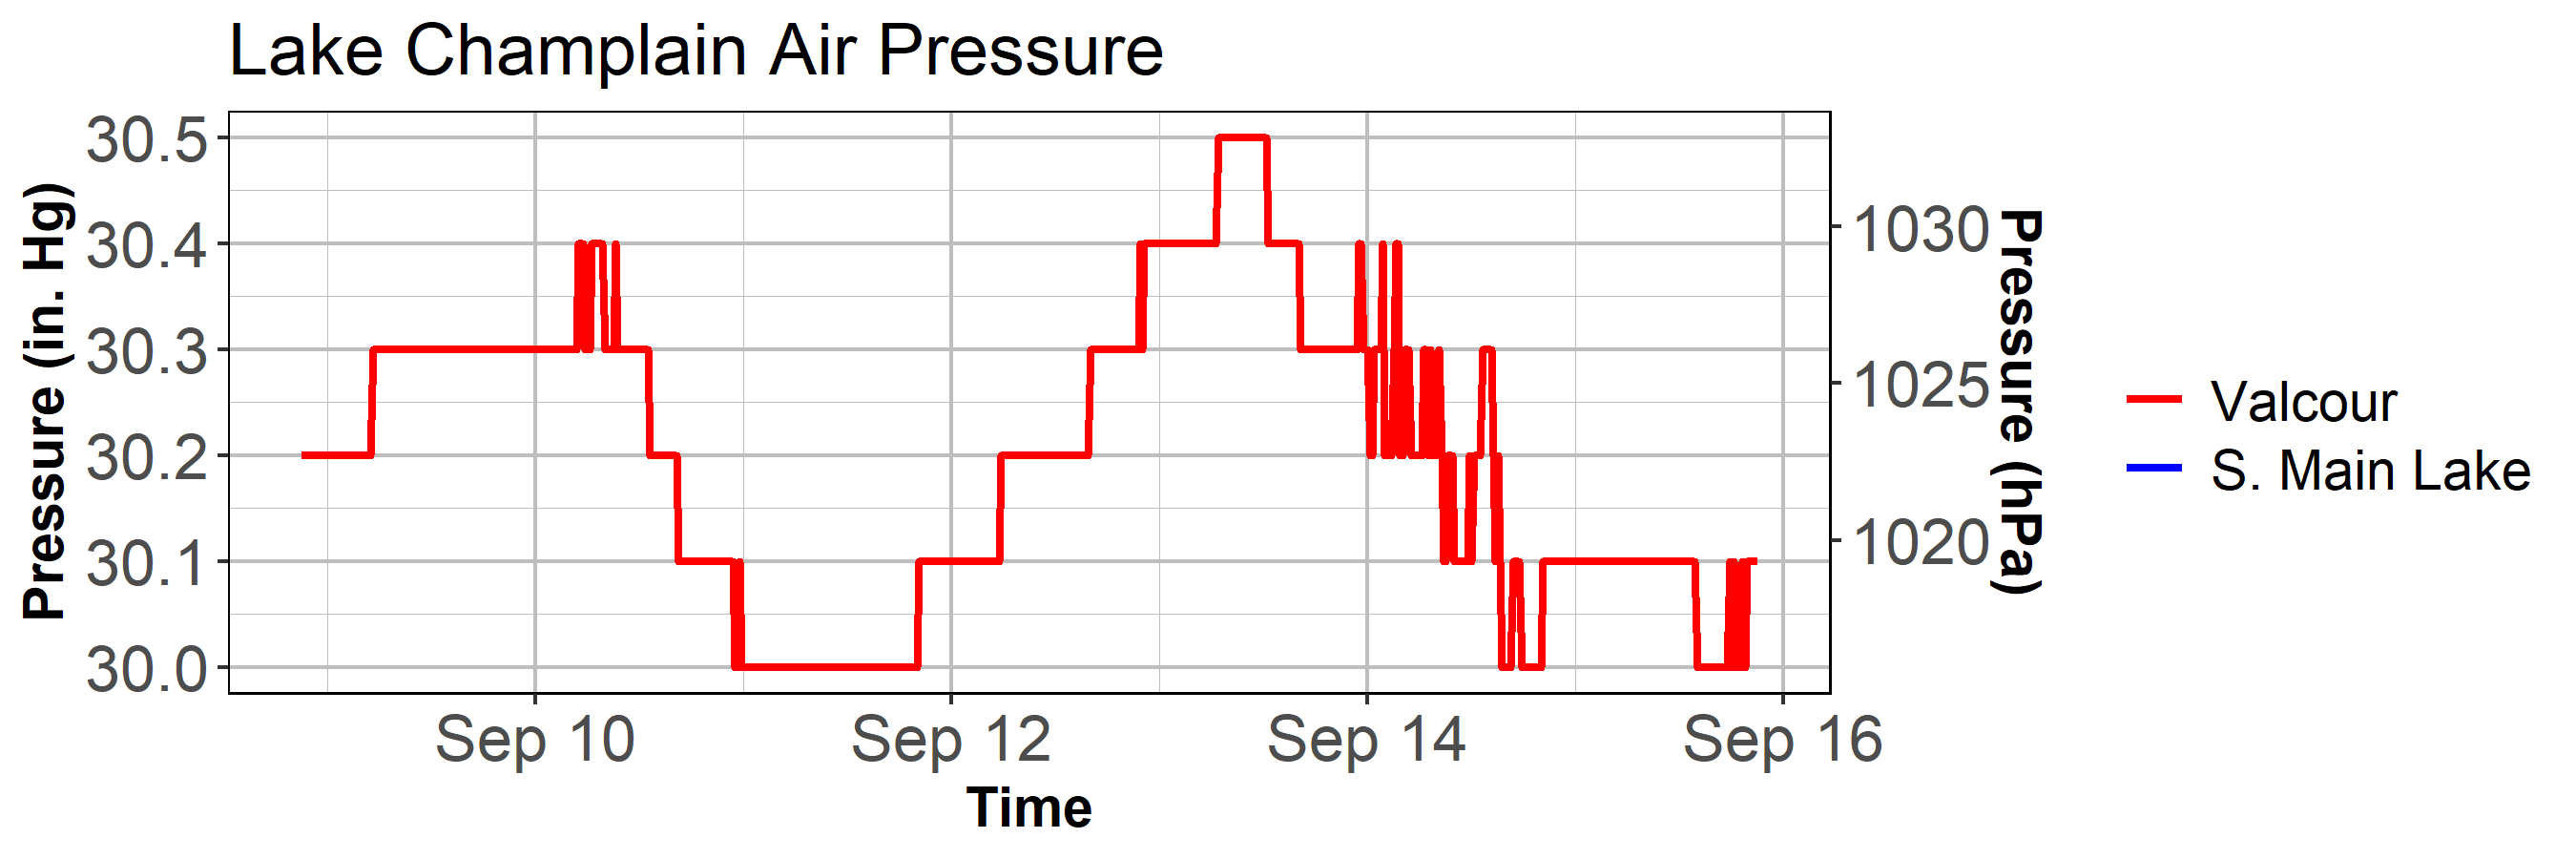 Lake Champlain Air Pressure
Pressure (in. Hg)
30.5
30.4
30.3
30.2
30.1
30.0
1030
1025
1020
Pressure (hPa)
Valcour
S. Main Lake
Sep 10
Sep 12
Sep 14
Sep 16
Time